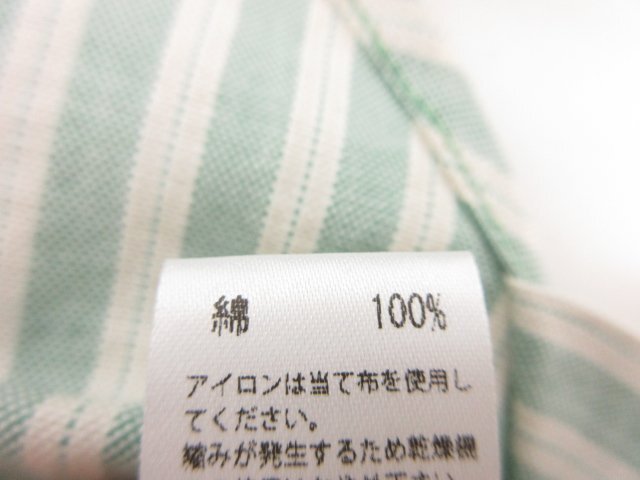 綿 100%
アイロンは当て布を使用し
てください。
縮みが発生するため乾燥機